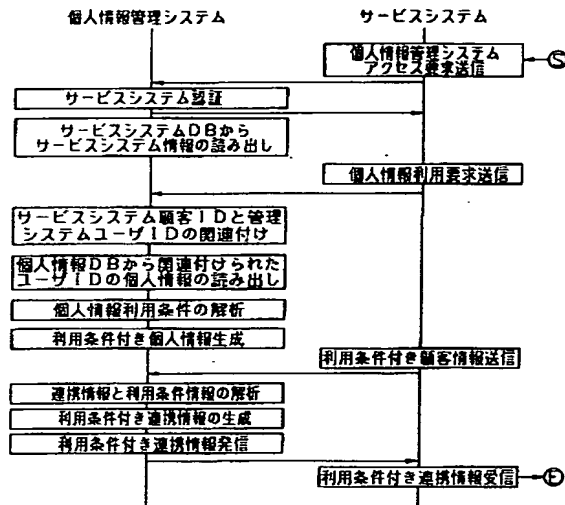 個人情報管理システム
サービスシステム
個人情報管理システム
アクセス要求送信
S
サービスシステム認証
サービスシステムDBから
サービスシステム情報の読み出し
個人情報利用要求送信
サービスシステム顧客IDと管理
システムユーザIDの関連付け
個人情報DBから関連付けられた
ユーザIDの個人情報の読み出し
個人情報利用条件の解析
利用条件付き個人情報生成
利用条件付き顧客情報送信
連携情報と利用条件情報の解析
利用条件付き連携情報の生成
利用条件付き連携情報発信
利用条件付き連携情報受信
E